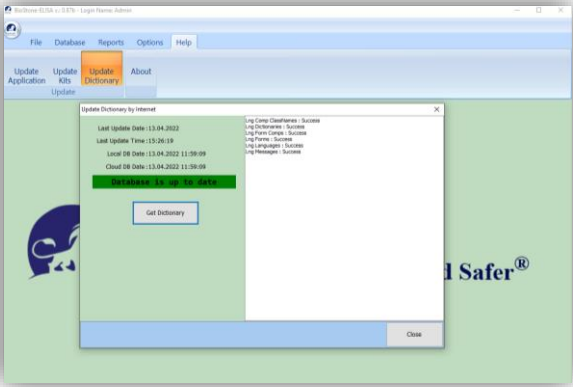 BioStone ELISA v.: 0.876 - Login Name: Admin
File Database Reports Options Help
Update Application
Update Kits
Update Dictionary
About
Update
Update Dictionary by Internet
Last Update Date :13.04.2022
Last Update Time :15:26:19
Local DB Date :13.04.2022 11:59:09
Cloud DB Date :13.04.2022 11:59:09
Database is up to date
Get Dictionary
Lng Comp ClassNames : Success
Lng Dictionaries : Success
Lng Form Comps : Success
Lng Forms : Success
Lng Languages : Success
Lng Messages : Success
Close
d Safer®